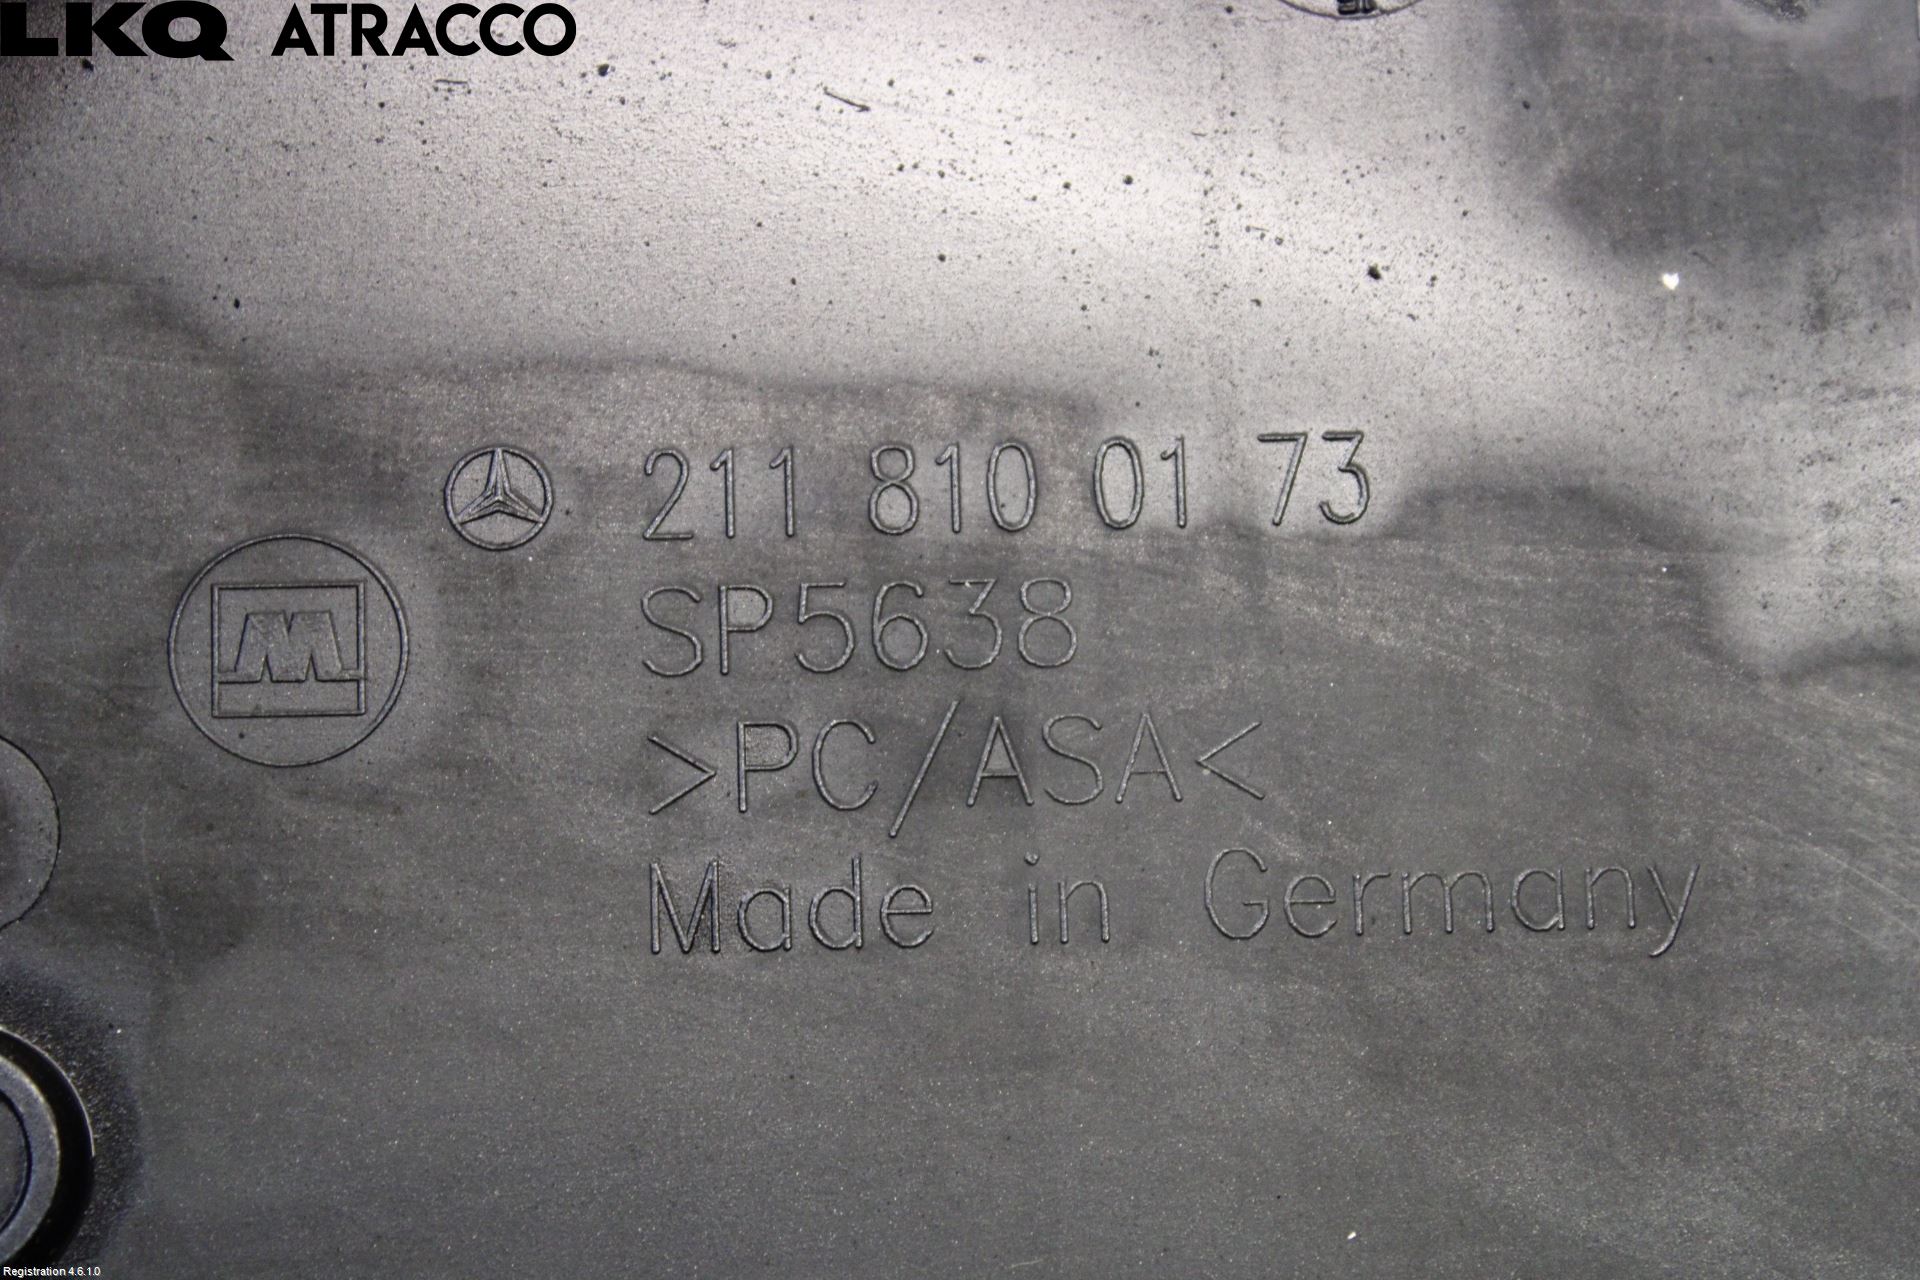 LKQ ATRACCO
211 810 01 73
SP5638
>PC/ASA<
Made in Germany
M
Registration 4.6.1.0